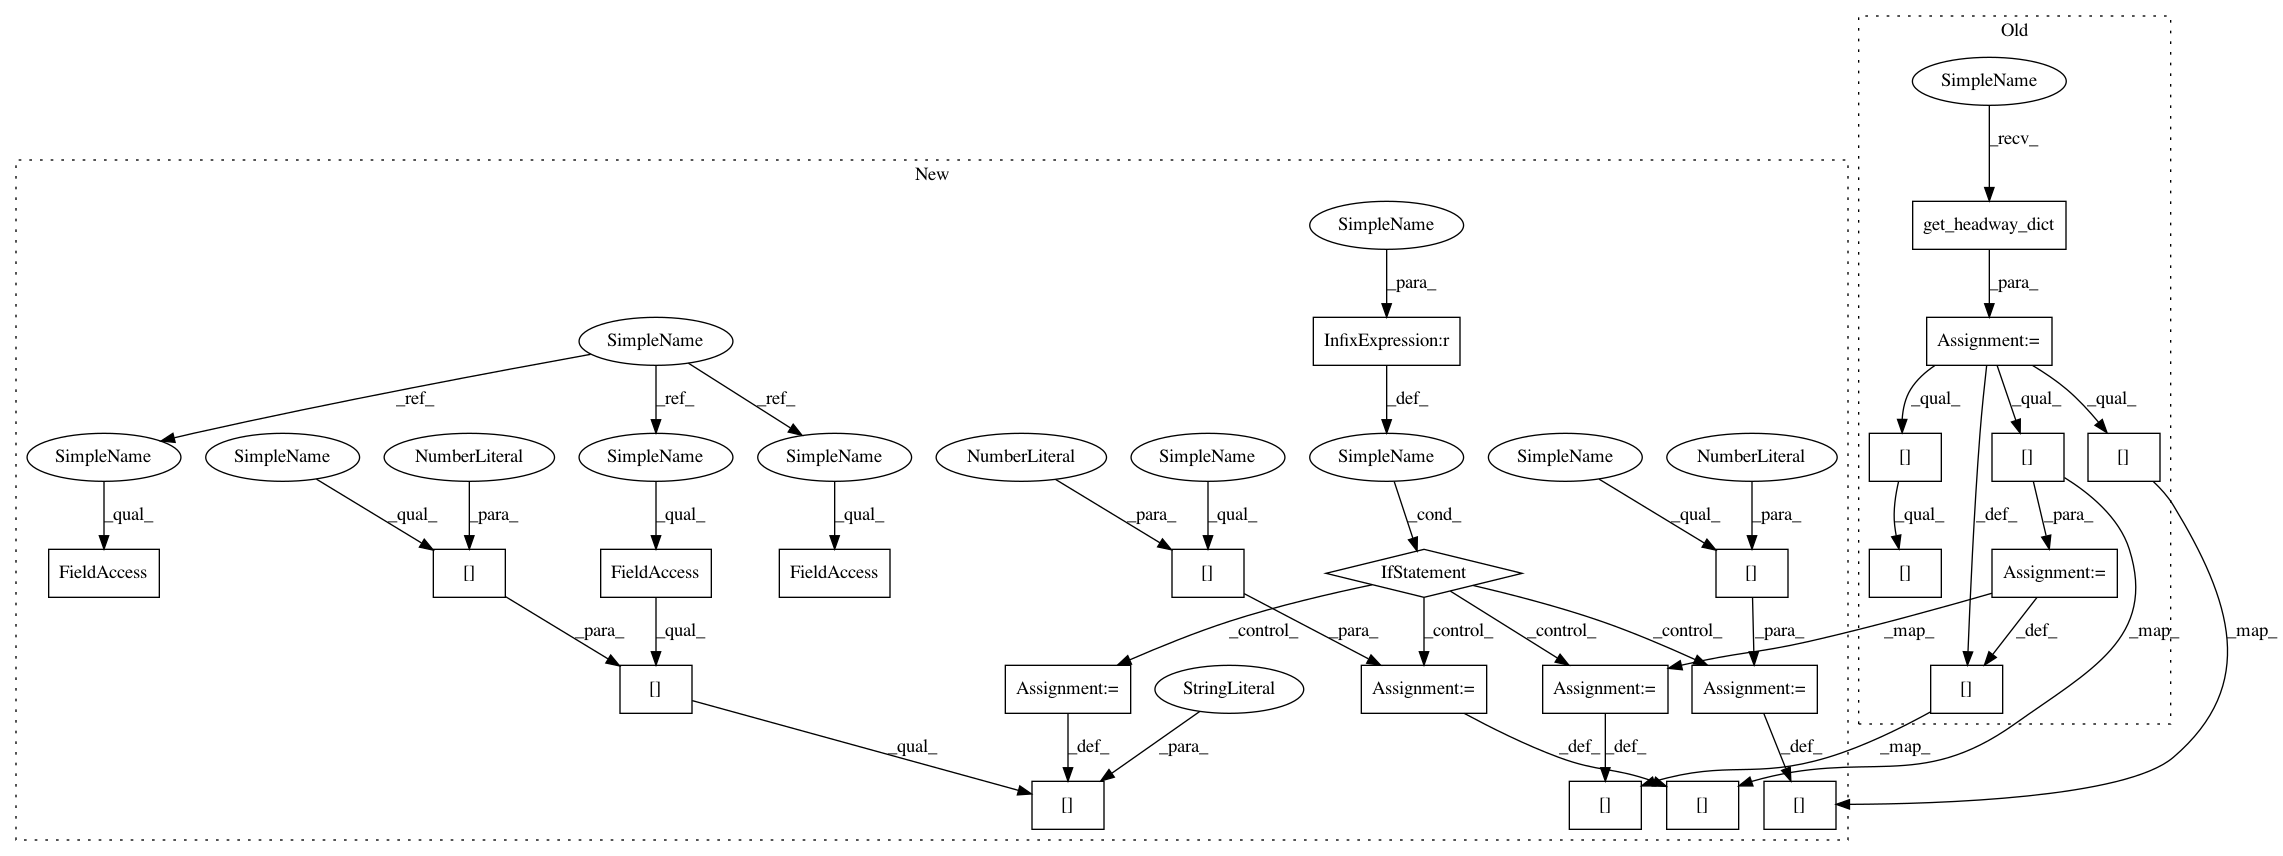 Old
SimpleName
_recv_
New
SimpleName
get_headway_dict
_para_
_para_
SimpleName
InfixExpression:r
Assignment:=
_ref_
_ref_
_ref_
_def_
_qual_
_qual_
_qual_
SimpleName
SimpleName
NumberLiteral
SimpleName
SimpleName
NumberLiteral
SimpleName
SimpleName
SimpleName
NumberLiteral
[]
[]
[]
_qual_
_qual_
_para_
_qual_
_qual_
_para_
_qual_
_cond_
_qual_
_para_
_qual_
_def_
_para_
FieldAccess
[]
FieldAccess
FieldAccess
[]
IfStatement
[]
[]
Assignment:=
_para_
_qual_
_control_
_para_
_control_
_control_
_control_
_para_
_map_
_def_
_map_
_map_
[]
Assignment:=
StringLiteral
Assignment:=
Assignment:=
Assignment:=
[]
_qual_
_def_
_para_
_def_
_def_
_def_
_map_
[]
[]
[]
[]